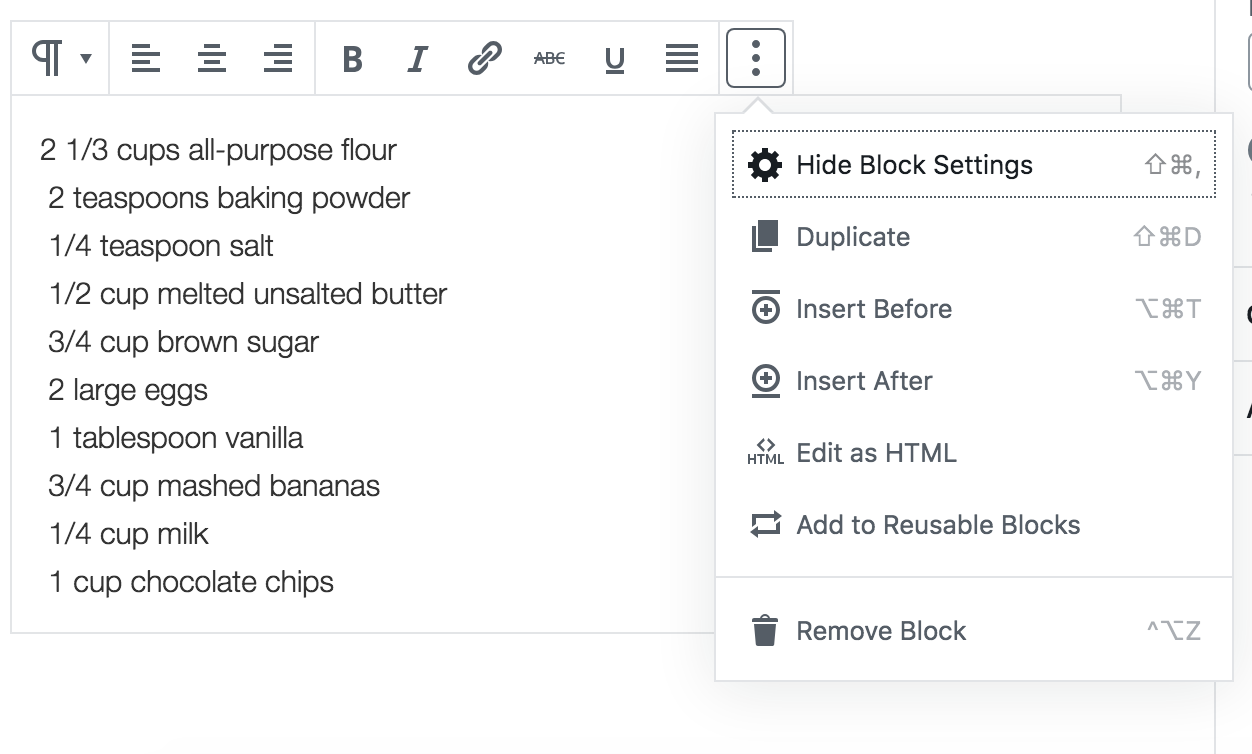 B I ABC U
2 1/3 cups all-purpose flour
2 teaspoons baking powder
1/4 teaspoon salt
1/2 cup melted unsalted butter
3/4 cup brown sugar
2 large eggs
1 tablespoon vanilla
3/4 cup mashed bananas
1/4 cup milk
1 cup chocolate chips
Hide Block Settings ⇧⌘,
Duplicate ⇧⌘D
Insert Before ⌥⌘T
Insert After ⌥⌘Y
HTML Edit as HTML
Add to Reusable Blocks
Remove Block ^⌥Z